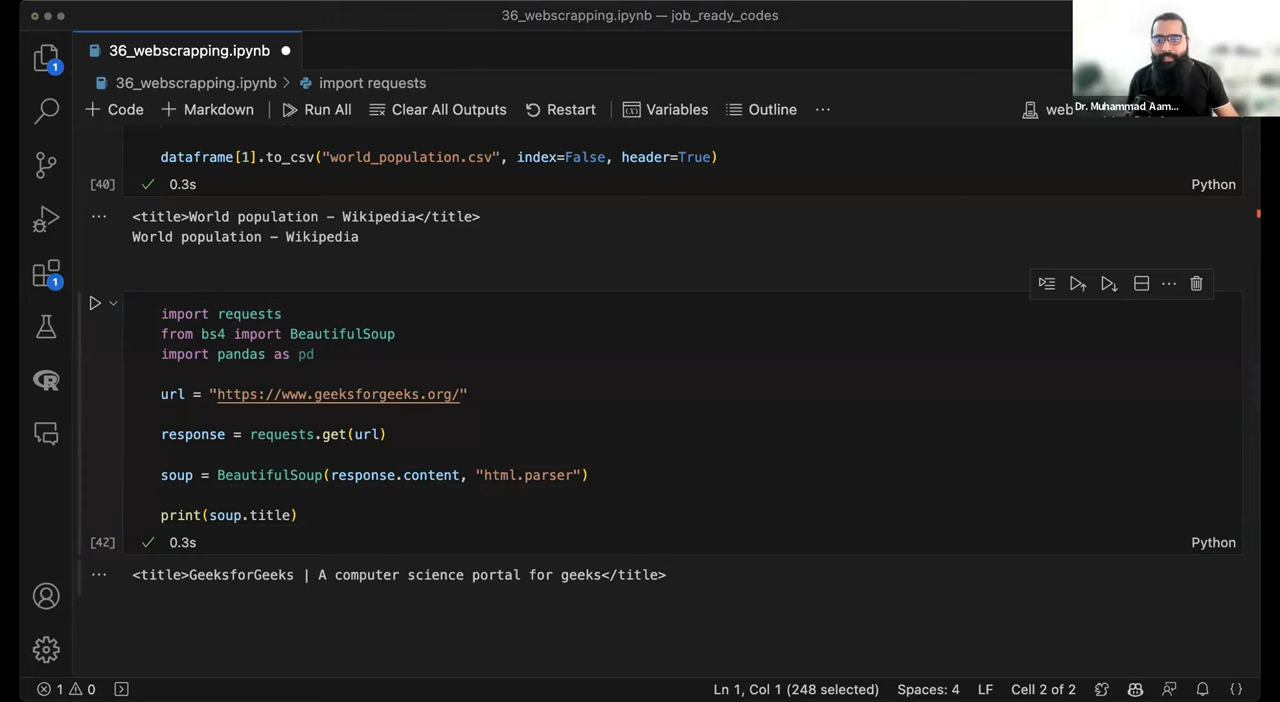 36_webscrapping.ipynb — job_ready_codes
36_webscrapping.ipynb
36_webscrapping.ipynb > import requests
+ Code + Markdown | Run All Clear All Outputs Restart | Variables Outline ...
web
Dr. Muhammad Aam...
dataframe[1].to_csv("world_population.csv", index=False, header=True)
[40] ✓ 0.3s Python
... <title>World population - Wikipedia</title>
World population - Wikipedia
import requests
from bs4 import BeautifulSoup
import pandas as pd
url = "https://www.geeksforgeeks.org/"
response = requests.get(url)
soup = BeautifulSoup(response.content, "html.parser")
print(soup.title)
[42] ✓ 0.3s Python
... <title>GeeksforGeeks | A computer science portal for geeks</title>
1
1
R
1 0 Ln 1, Col 1 (248 selected) Spaces: 4 LF Cell 2 of 2 {}